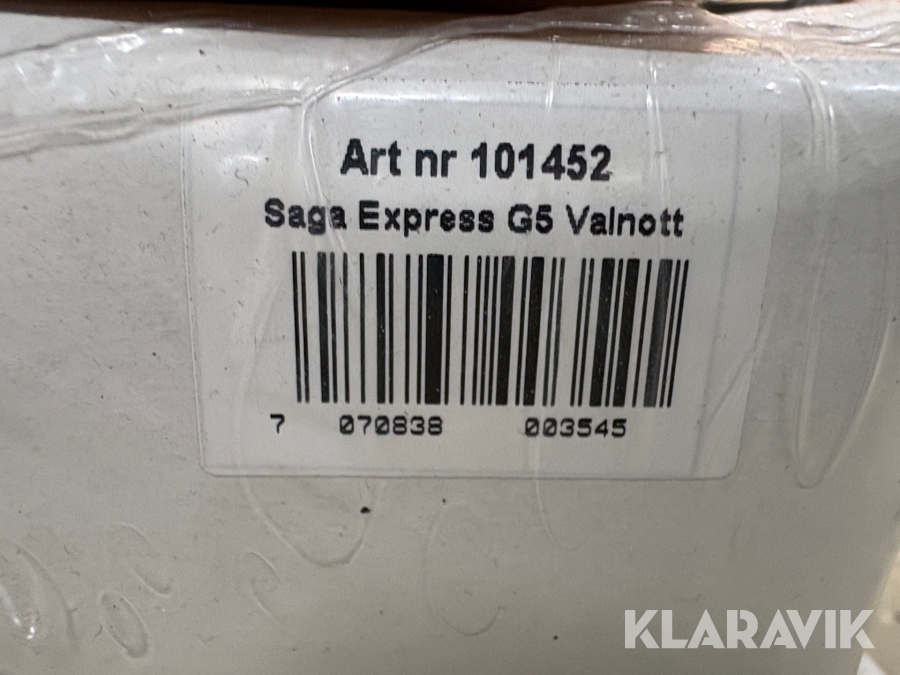 Art nr 101452
Saga Express G5 Valnott
7 070838 003545
KLARAVIK